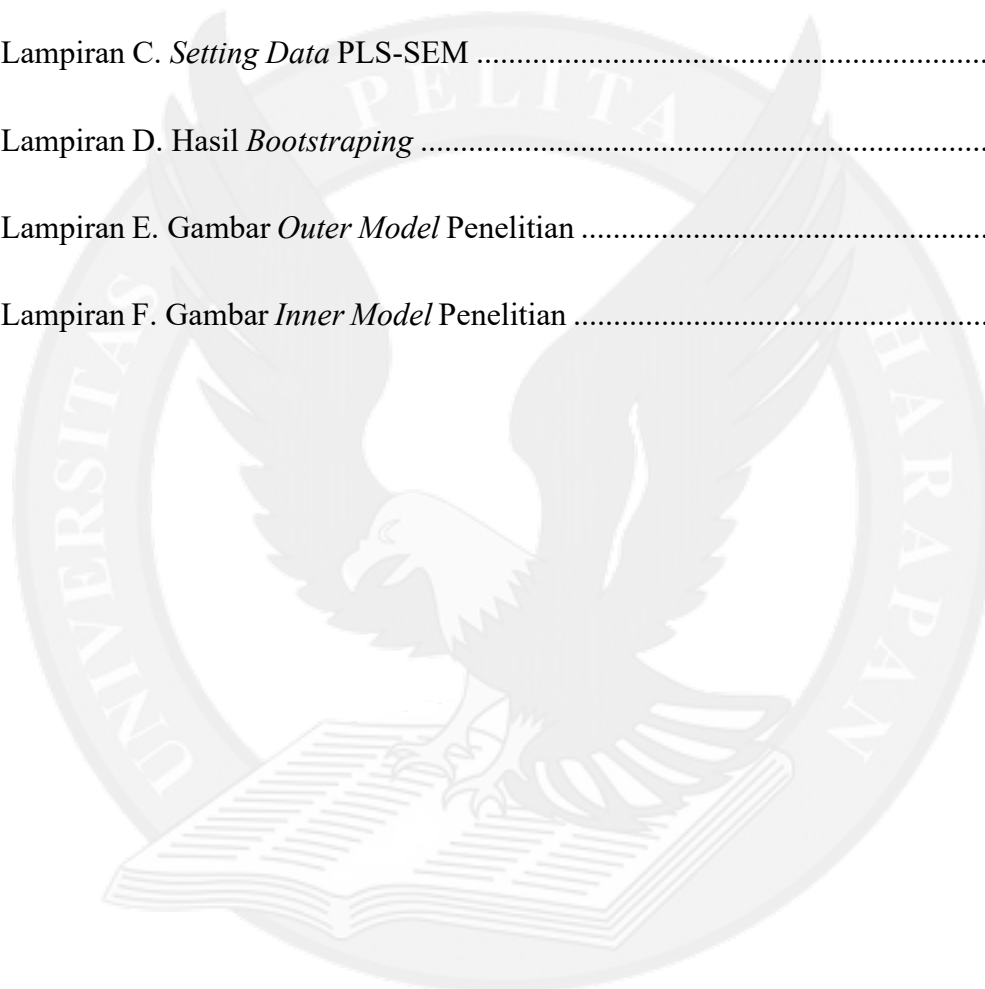 Lampiran C. Setting Data PLS-SEM ................................................................
Lampiran D. Hasil Bootstraping ........................................................................
Lampiran E. Gambar Outer Model Penelitian ...................................................
Lampiran F. Gambar Inner Model Penelitian ....................................................
UNIVERSITAS PELITA HARAPAN